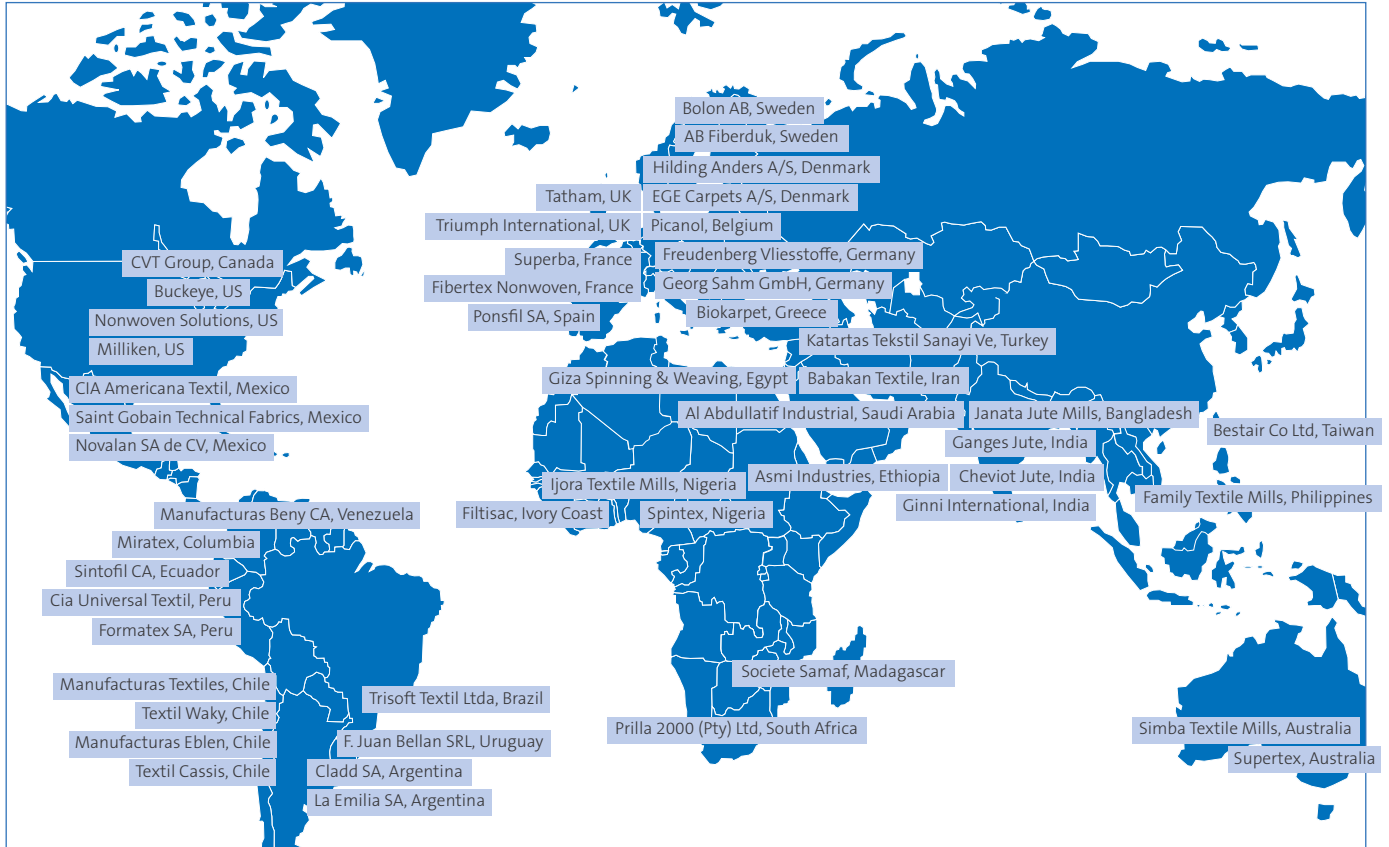 Bolon AB, Sweden
AB Fiberduk, Sweden
Hilding Anders A/S, Denmark
Tatham, UK
EGE Carpets A/S, Denmark
Triumph International, UK
Picanol, Belgium
Superba, France
Freudenberg Vliesstoffe, Germany
CVT Group, Canada
Fibertex Nonwoven, France
Georg Sahm GmbH, Germany
Buckeye, US
Ponsfil SA, Spain
Biokarpet, Greece
Nonwoven Solutions, US
Katartas Tekstil Sanayi Ve, Turkey
Milliken, US
Giza Spinning & Weaving, Egypt
Babakan Textile, Iran
CIA Americana Textil, Mexico
Al Abdullatif Industrial, Saudi Arabia
Janata Jute Mills, Bangladesh
Saint Gobain Technical Fabrics, Mexico
Bestair Co Ltd, Taiwan
Novalan SA de CV, Mexico
Ganges Jute, India
Ijora Textile Mills, Nigeria
Asmi Industries, Ethiopia
Cheviot Jute, India
Family Textile Mills, Philippines
Manufacturas Beny CA, Venezuela
Filtisac, Ivory Coast
Spintex, Nigeria
Ginni International, India
Miratex, Columbia
Sintofil CA, Ecuador
Cia Universal Textil, Peru
Formatex SA, Peru
Societe Samaf, Madagascar
Manufacturas Textiles, Chile
Trisoft Textil Ltda, Brazil
Textil Waky, Chile
Prilla 2000 (Pty) Ltd, South Africa
Simba Textile Mills, Australia
Manufacturas Eblen, Chile
F. Juan Bellan SRL, Uruguay
Supertex, Australia
Textil Cassis, Chile
Cladd SA, Argentina
La Emilia SA, Argentina